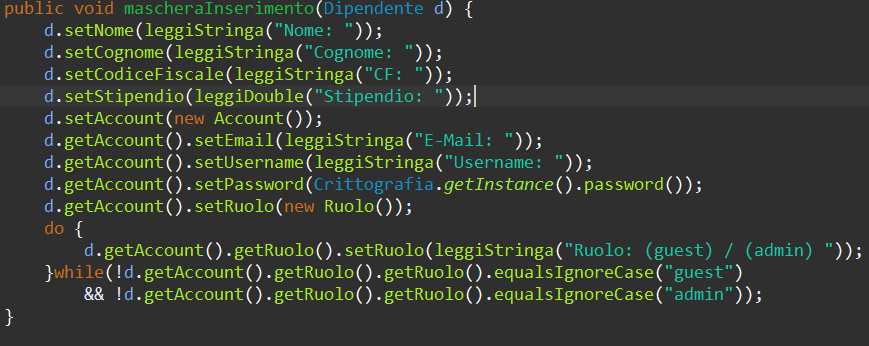 public void mascheraInserimento(Dipendente d) {
    d.setNome(leggiStringa("Nome: "));
    d.setCognome(leggiStringa("Cognome: "));
    d.setCodiceFiscale(leggiStringa("CF: "));
    d.setStipendio(leggiDouble("Stipendio: "));
    d.setAccount(new Account());
    d.getAccount().setEmail(leggiStringa("E-Mail: "));
    d.getAccount().setUsername(leggiStringa("Username: "));
    d.getAccount().setPassword(Crittografia.getInstance().password());
    d.getAccount().setRuolo(new Ruolo());
    do {
        d.getAccount().getRuolo().setRuolo(leggiStringa("Ruolo: (guest) / (admin) "));
    }while(!d.getAccount().getRuolo().getRuolo().equalsIgnoreCase("guest")
        && !d.getAccount().getRuolo().getRuolo().equalsIgnoreCase("admin"));
}